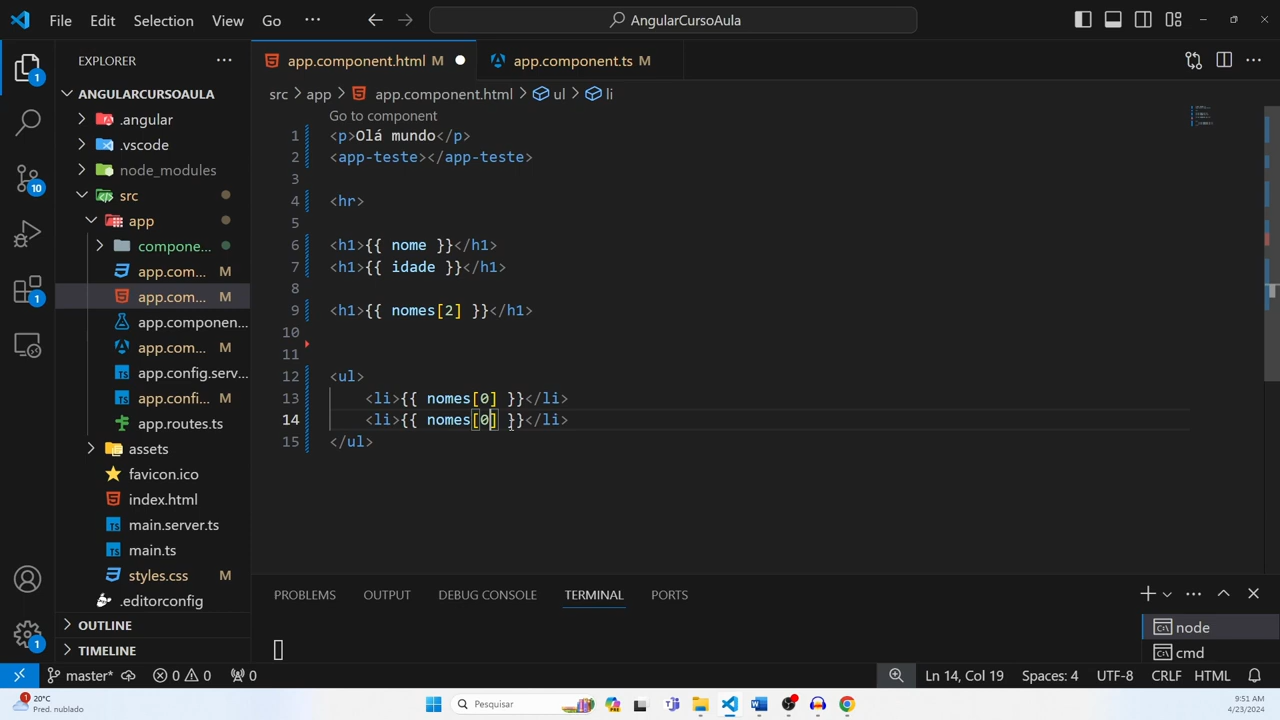 File Edit Selection View Go ··· AngularCursoAula
EXPLORER ···
app.component.html M
app.component.ts M
ANGULARCURSOAULA
src > app > app.component.html > ul > li
.angular
.vscode
node_modules
src
app
compone...
app.com... M
app.com... M
app.componen...
app.com... M
app.config.serv...
app.confi... M
app.routes.ts
assets
favicon.ico
index.html
main.server.ts
main.ts
styles.css M
.editorconfig
OUTLINE
TIMELINE
1
10
1
1
Go to component
1 <p>Olá mundo</p>
2 <app-teste></app-teste>
3
4 <hr>
5
6 <h1>{{ nome }}</h1>
7 <h1>{{ idade }}</h1>
8
9 <h1>{{ nomes[2] }}</h1>
10
11
12 <ul>
13 <li>{{ nomes[0] }}</li>
14 <li>{{ nomes[0] }}</li>
15 </ul>
PROBLEMS OUTPUT DEBUG CONSOLE TERMINAL PORTS
node
cmd
master* 0 0 0 Ln 14, Col 19 Spaces: 4 UTF-8 CRLF HTML
1 20°C
Pred. nublado
Pesquisar
9:51 AM
4/23/2024